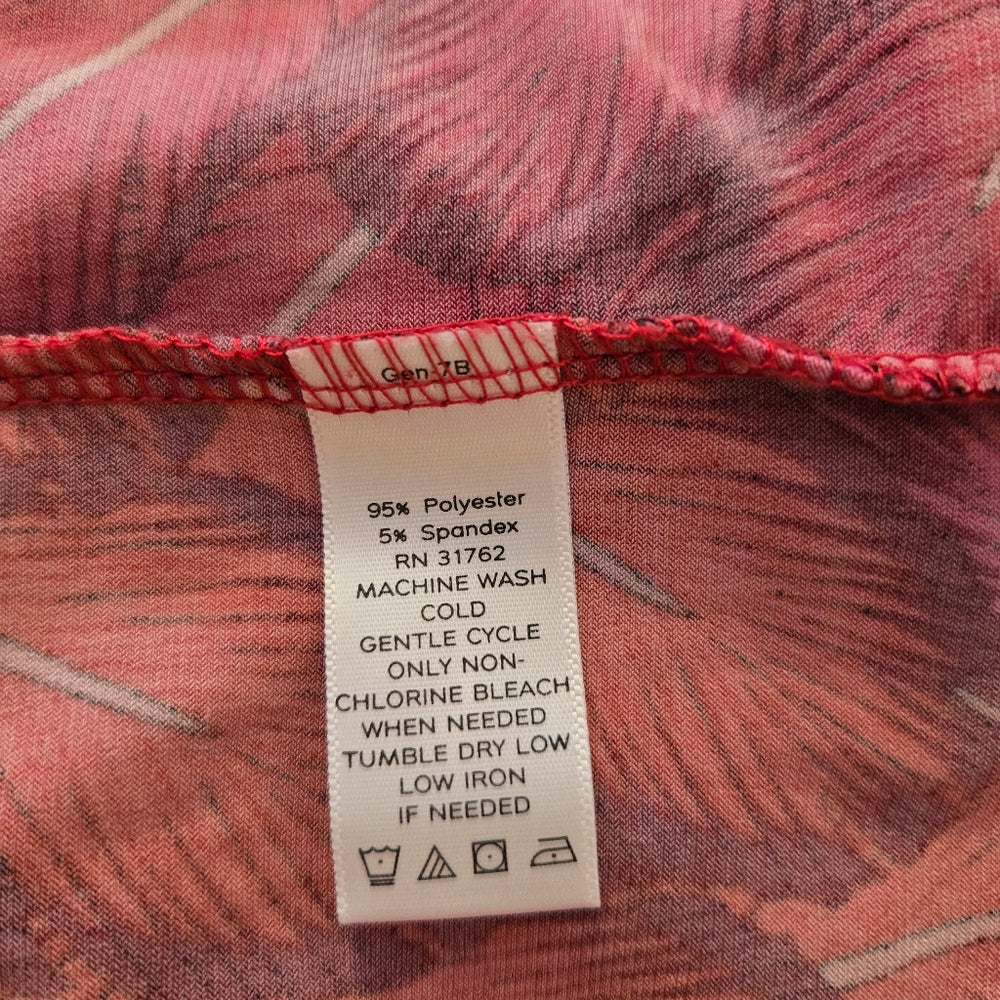 Gen-7B
95% Polyester
5% Spandex
RN 31762
MACHINE WASH
COLD
GENTLE CYCLE
ONLY NON-
CHLORINE BLEACH
WHEN NEEDED
TUMBLE DRY LOW
LOW IRON
IF NEEDED